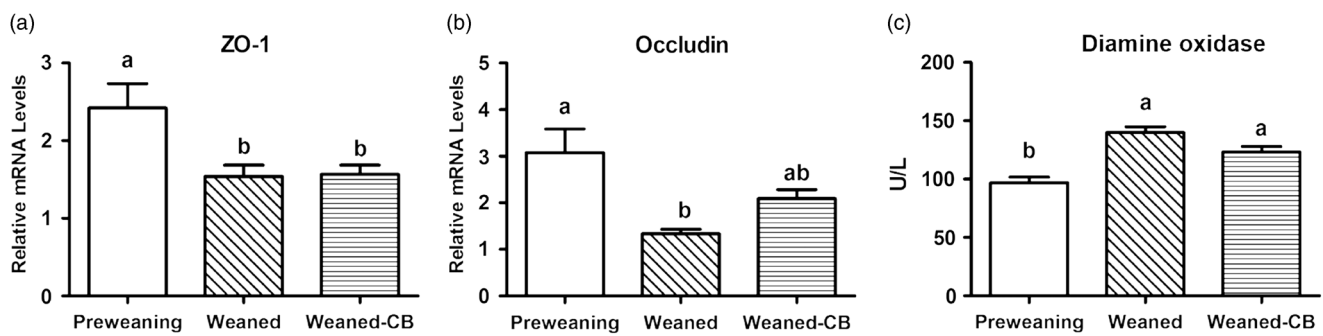 (a)
ZO-1
Relative mRNA Levels
3
2
1
0
a
b
b
Preweaning Weaned Weaned-CB
(b)
Occludin
Relative mRNA Levels
5
4
3
2
1
0
a
b
ab
Preweaning Weaned Weaned-CB
(c)
Diamine oxidase
U/L
200
150
100
50
0
b
a
a
Preweaning Weaned Weaned-CB